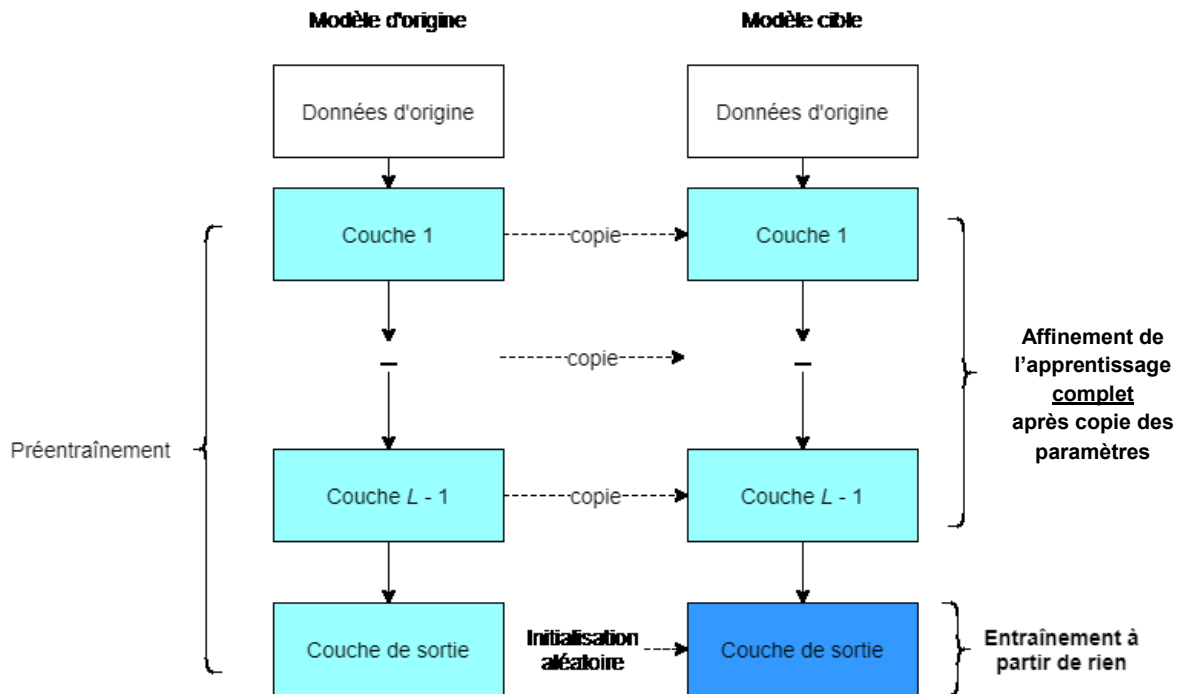 Modèle d'origine
Modèle cible
Données d'origine
Données d'origine
Couche 1
copie
Couche 1
copie
Affinement de
l'apprentissage
complet
après copie des
paramètres
Préentraînement
Couche L - 1
copie
Couche L - 1
Couche de sortie
Initialisation
aléatoire
Couche de sortie
Entraînement à
partir de rien